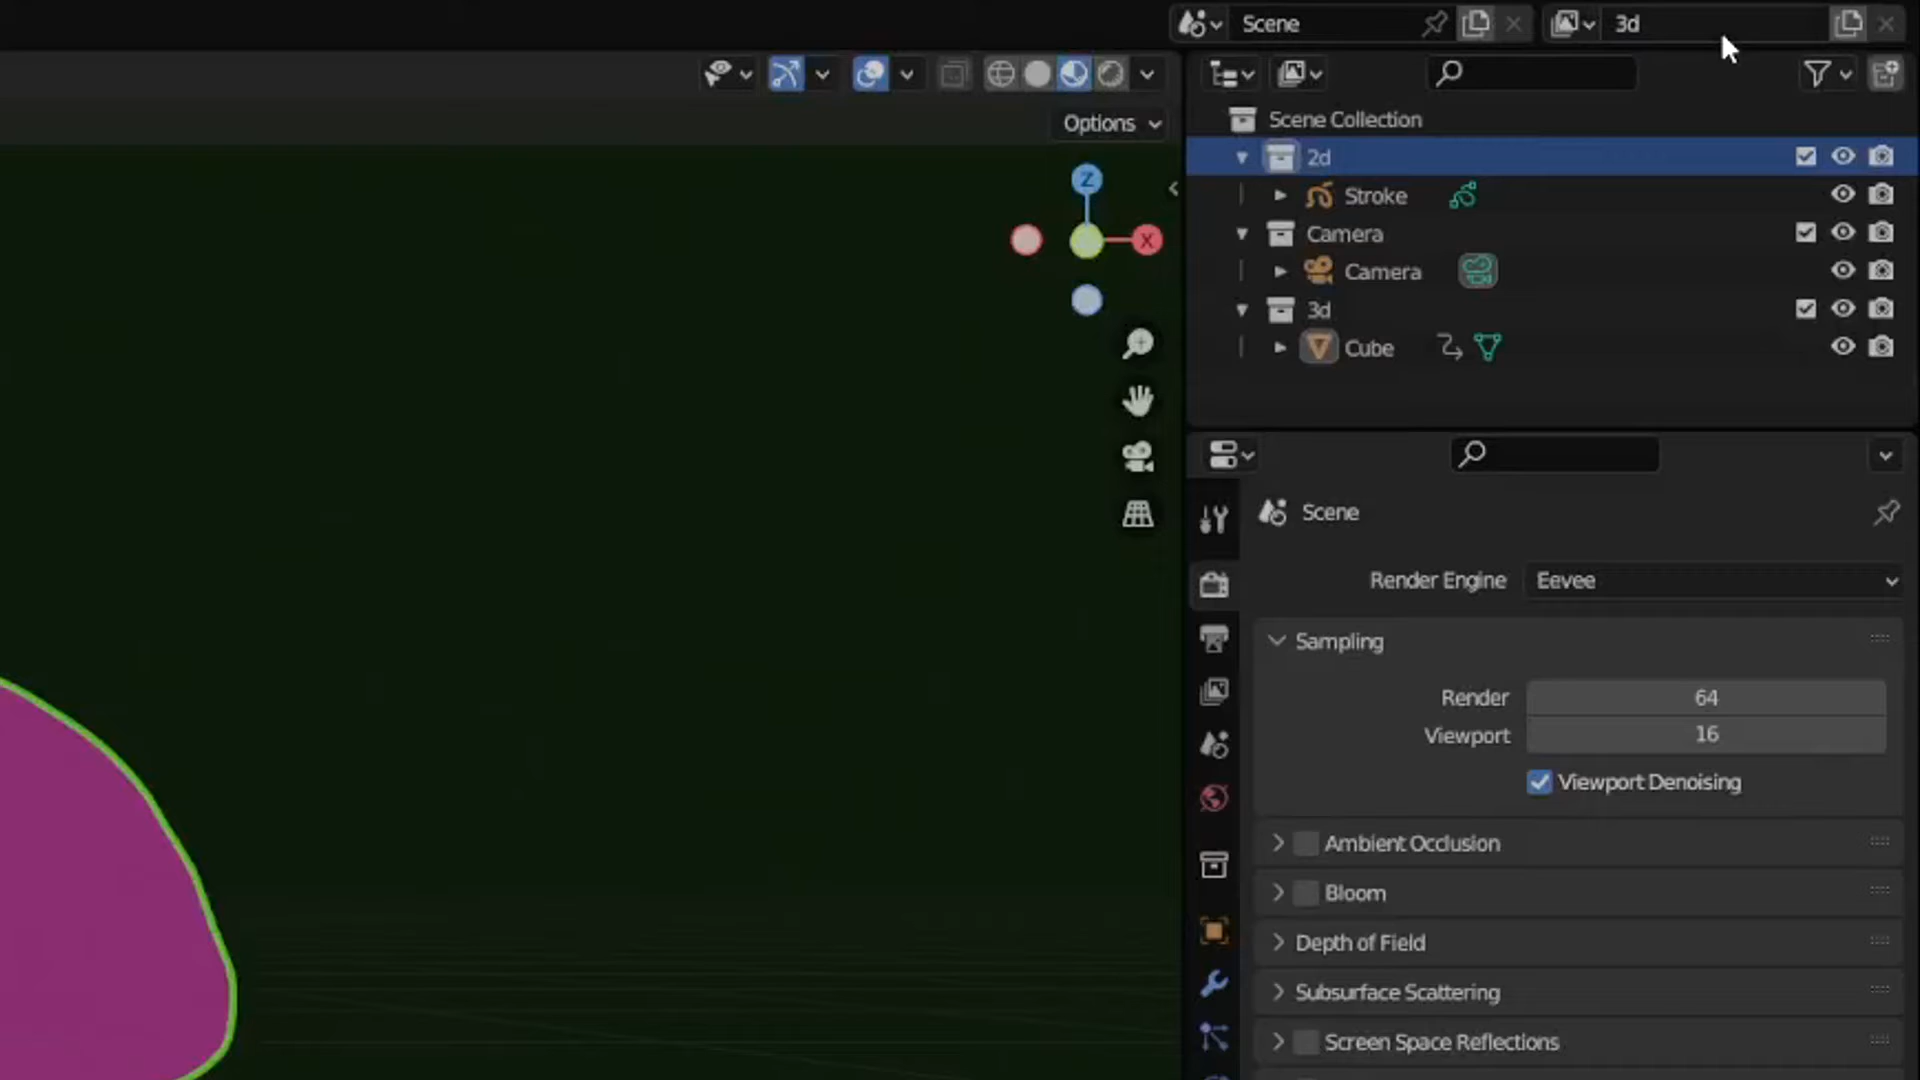 Scene
3d
Options
Z
X
Scene Collection
2d
Stroke
Camera
Camera
3d
Cube
Scene
Render Engine Eevee
Sampling
Render 64
Viewport 16
Viewport Denoising
Ambient Occlusion
Bloom
Depth of Field
Subsurface Scattering
Screen Space Reflections